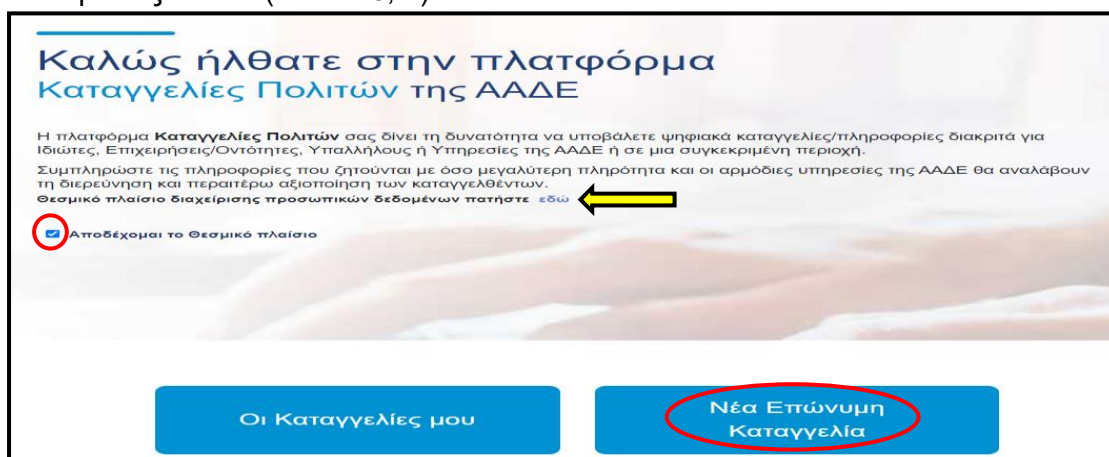 Καλώς ήλθατε στην πλατφόρμα
Καταγγελίες Πολιτών της ΑΑΔΕ
Η πλατφόρμα Καταγγελίες Πολιτών σας δίνει τη δυνατότητα να υποβάλετε ψηφιακά καταγγελίες/πληροφορίες διακριτά για
Ιδιώτες, Επιχειρήσεις/Οντότητες, Υπαλλήλους ή Υπηρεσίες της ΑΑΔΕ ή σε μια συγκεκριμένη περιοχή.
Συμπληρώστε τις πληροφορίες που ζητούνται με όσο μεγαλύτερη πληρότητα και οι αρμόδιες υπηρεσίες της ΑΑΔΕ θα αναλάβουν
τη διερεύνηση και περαιτέρω αξιοποίηση των καταγγελθέντων.
Θεσμικό πλαίσιο διαχείρισης προσωπικών δεδομένων πατήστε εδώ
Αποδέχομαι το Θεσμικό πλαίσιο
Οι Καταγγελίες μου
Νέα Επώνυμη
Καταγγελία